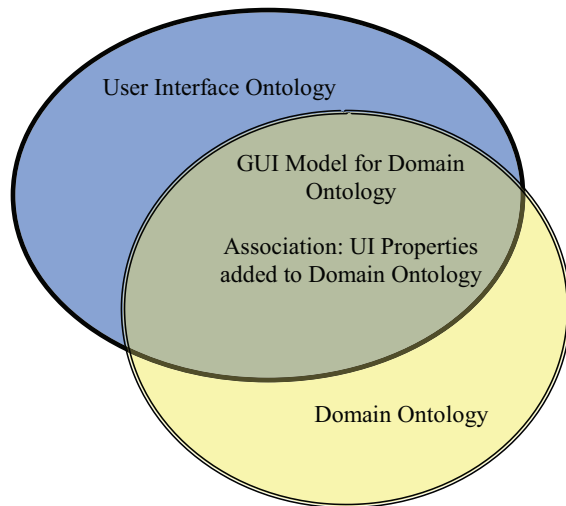 User Interface Ontology
GUI Model for Domain
Ontology
Association: UI Properties
added to Domain Ontology
Domain Ontology